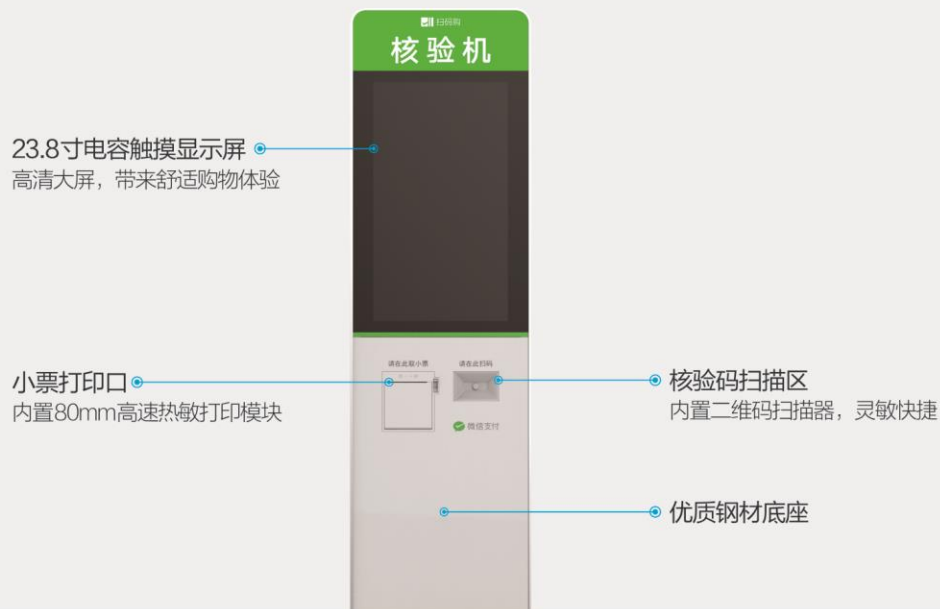 扫码购
核验机
23.8寸电容触摸显示屏
高清大屏，带来舒适购物体验
请在此取小票
请在此扫码
小票打印口
内置80mm高速热敏打印模块
核验码扫描区
内置二维码扫描器，灵敏快捷
微信支付
优质钢材底座